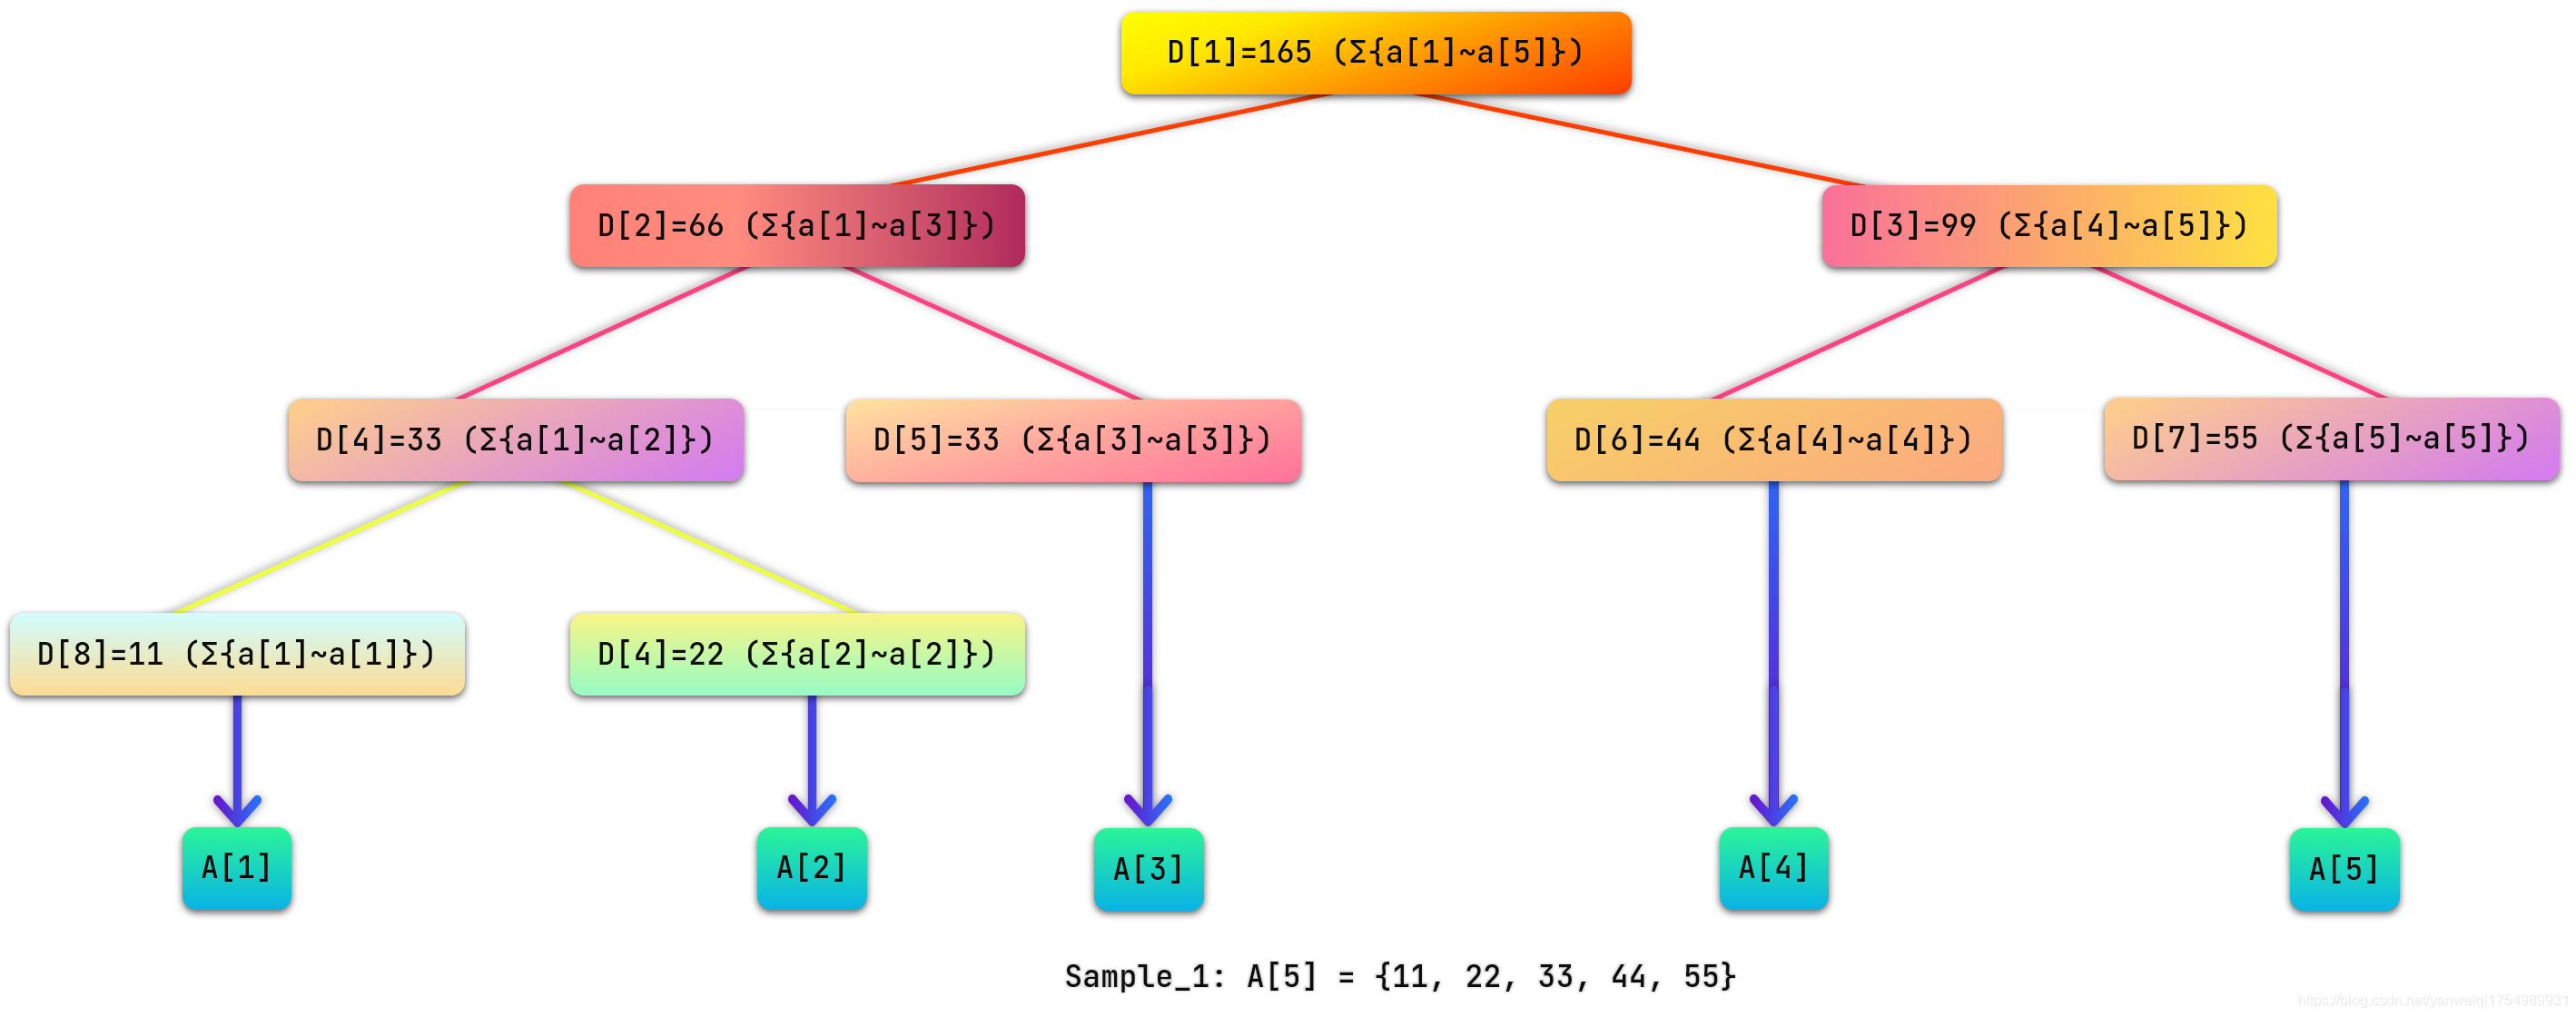 D[1]=165 (Σ{a[1]~a[5]})
D[2]=66 (Σ{a[1]~a[3]})
D[3]=99 (Σ{a[4]~a[5]})
D[4]=33 (Σ{a[1]~a[2]})
D[5]=33 (Σ{a[3]~a[3]})
D[6]=44 (Σ{a[4]~a[4]})
D[7]=55 (Σ{a[5]~a[5]})
D[8]=11 (Σ{a[1]~a[1]})
D[4]=22 (Σ{a[2]~a[2]})
A[1]
A[2]
A[3]
A[4]
A[5]
Sample_1: A[5] = {11, 22, 33, 44, 55}
https://blog.csdn.net/yanweiqi1754989931